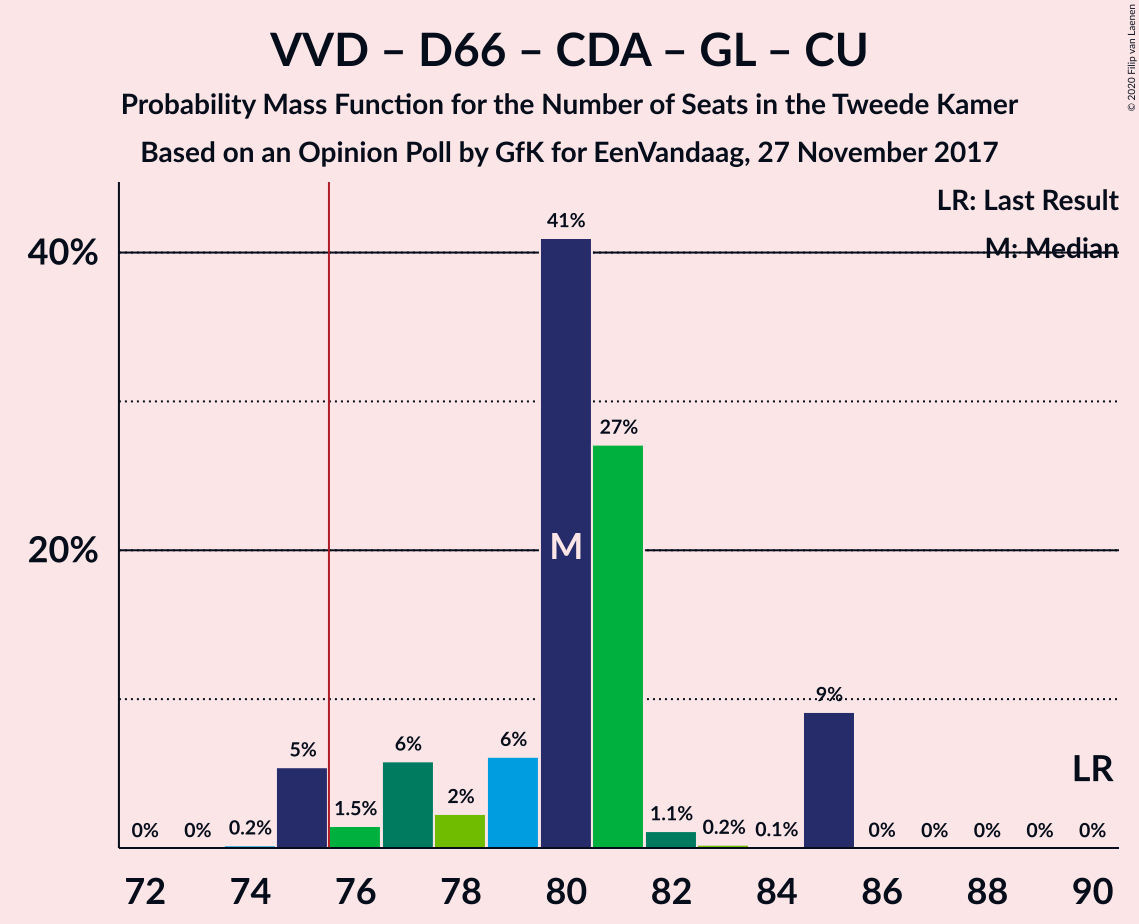 VVD – D66 – CDA – GL – CU
Probability Mass Function for the Number of Seats in the Tweede Kamer
Based on an Opinion Poll by GfK for EenVandaag, 27 November 2017
© 2020 Filip van Laenen
LR: Last Result
M: Median
40%
20%
0% 0% 0.2% 5% 1.5% 6% 2% 6% 41% 27% 1.1% 0.2% 0.1% 9% 0% 0% 0% 0% 0%
M
LR
72 74 76 78 80 82 84 86 88 90